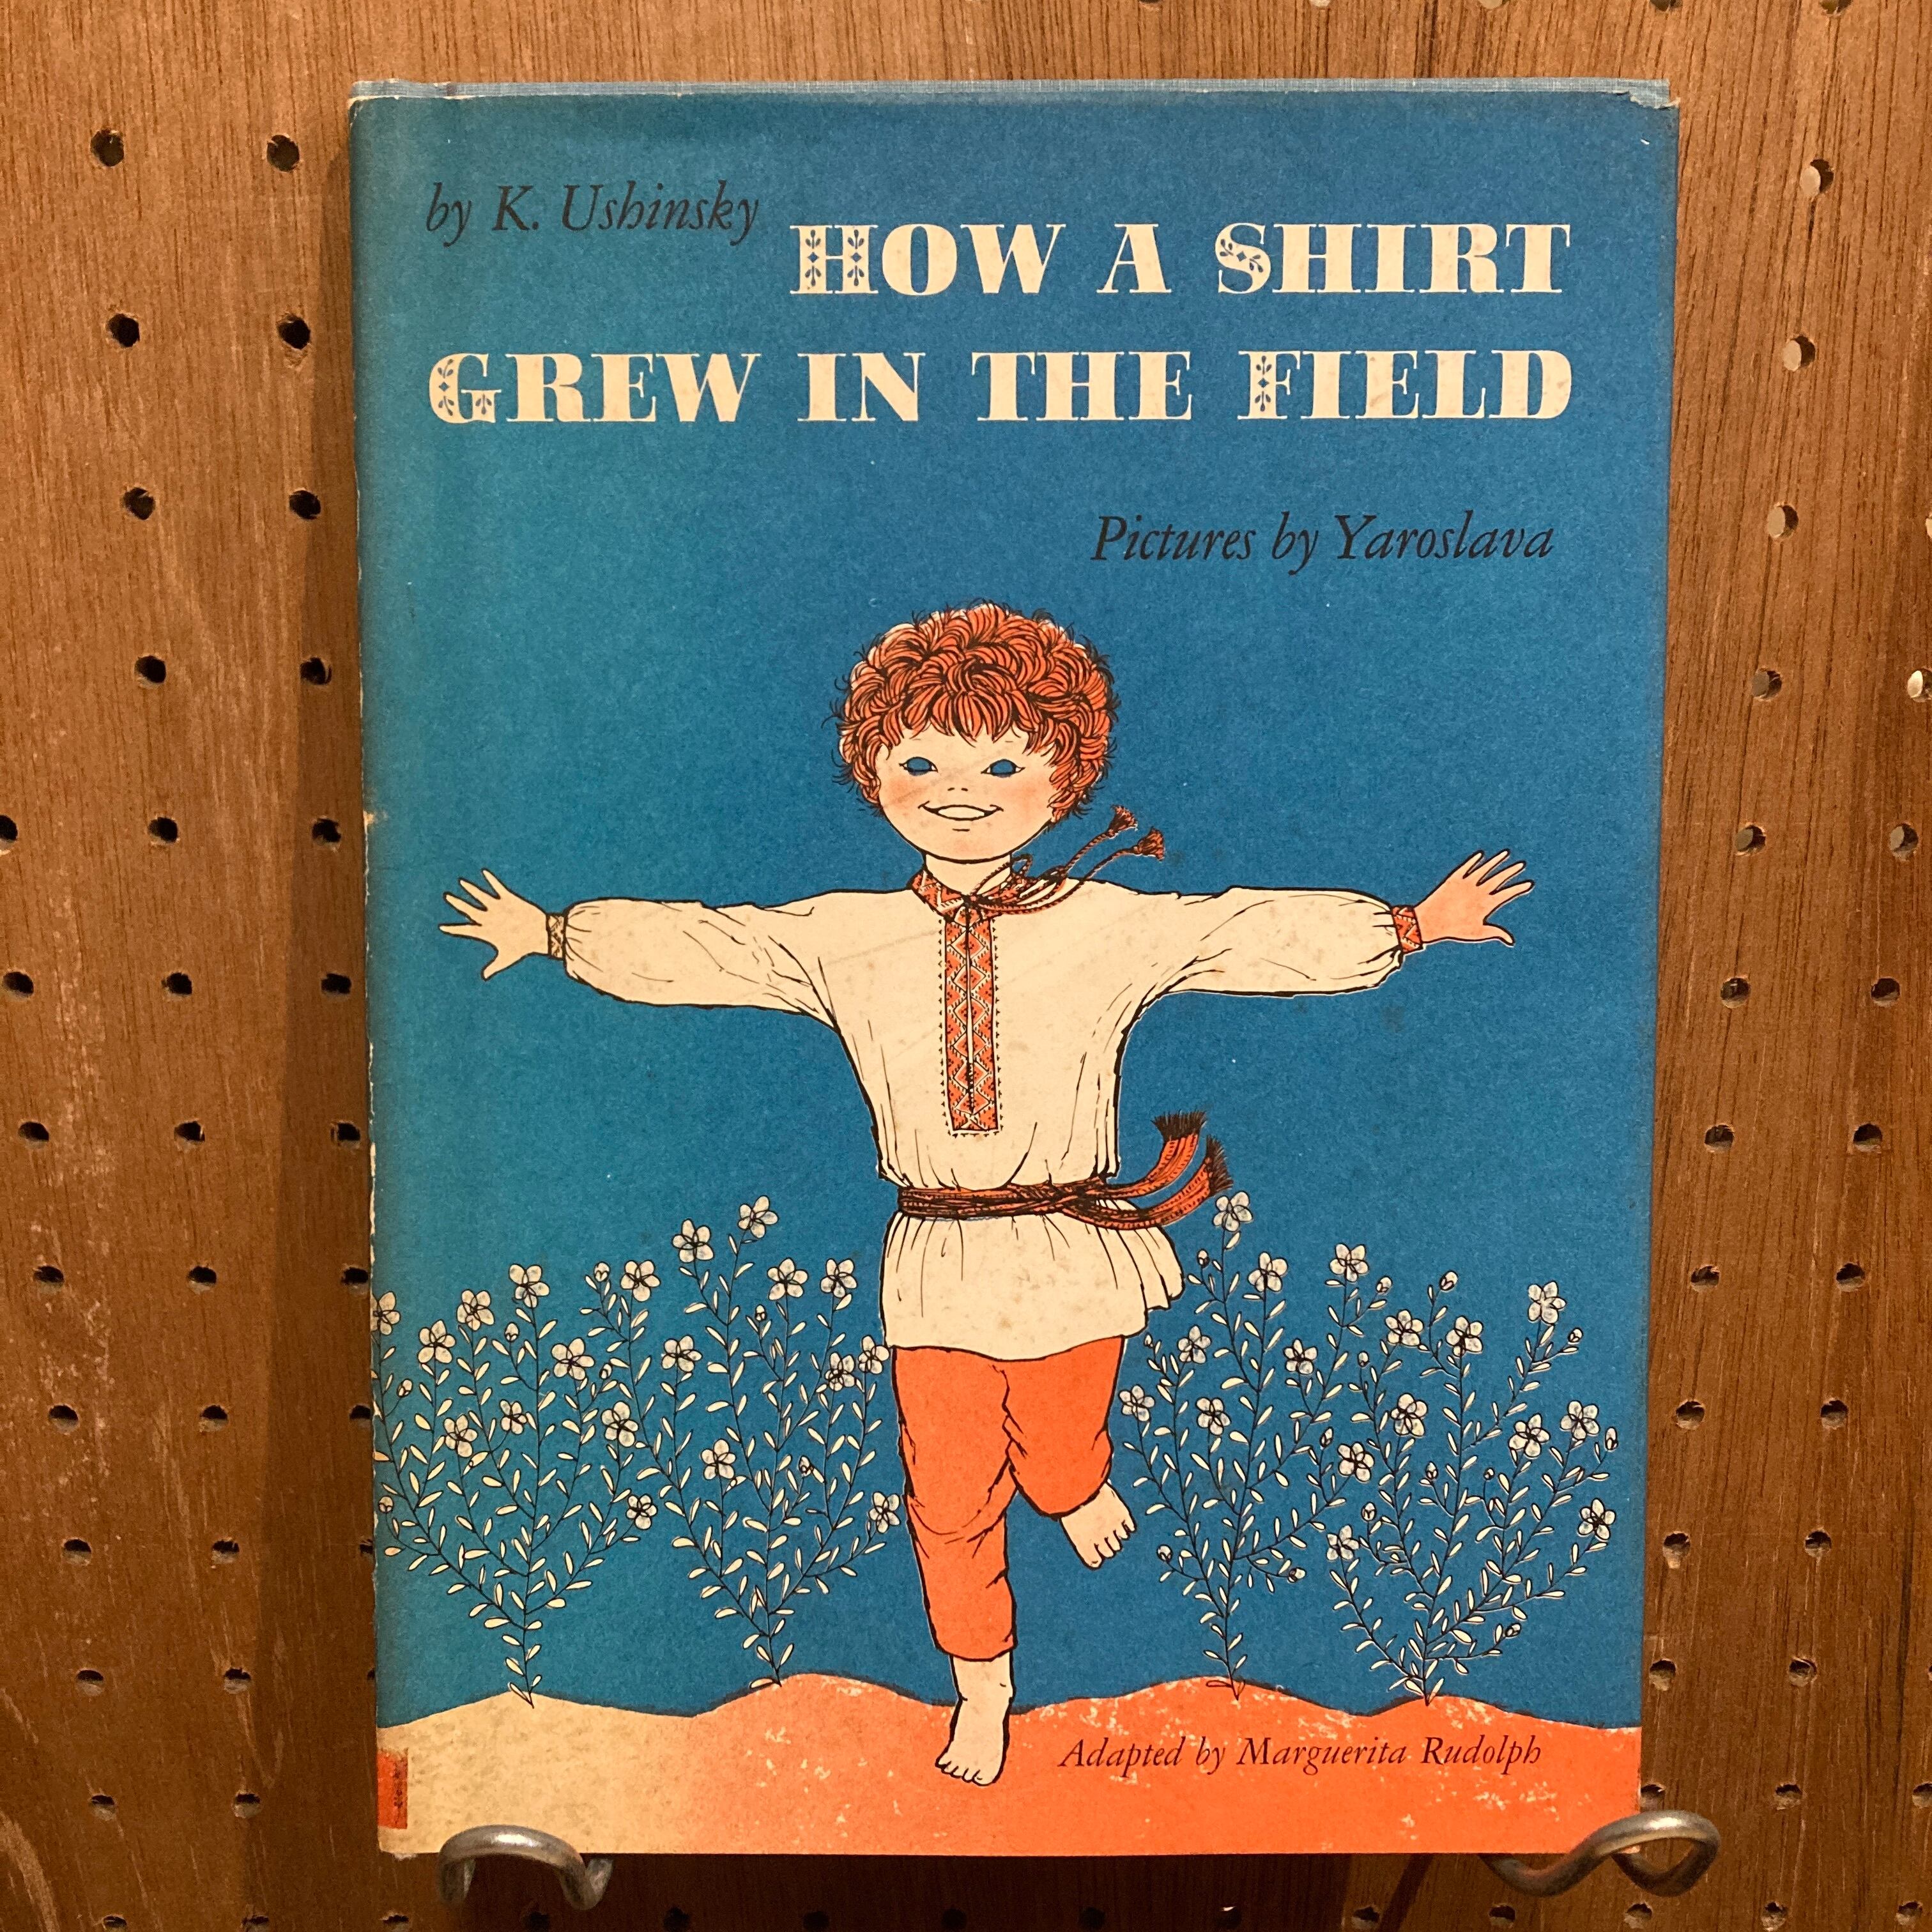 by K. Ushinsky
HOW A SHIRT
GREW IN THE FIELD
Pictures by Yaroslava
Adapted by Marguerita Rudolph